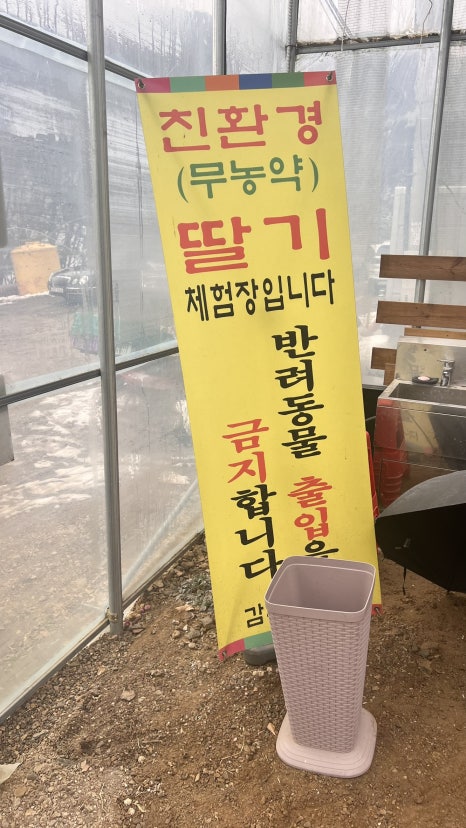 친환경
(무농약)
딸기
체험장입니다
반려동물 출입을
금지합니다
감